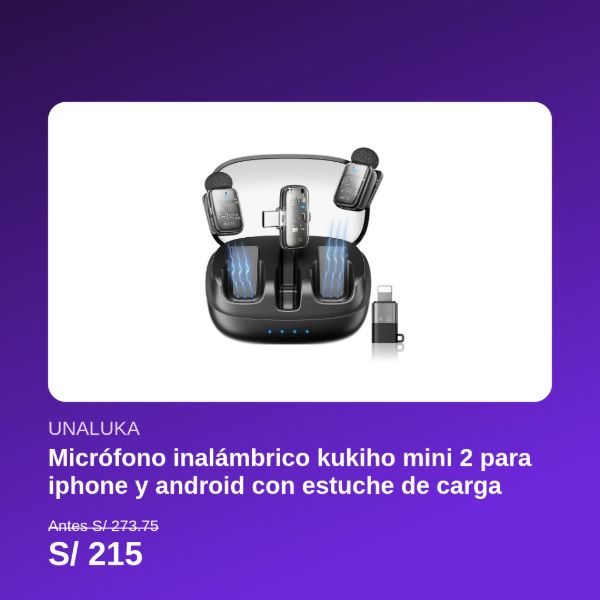 UNALUKA
Micrófono inalámbrico kukiho mini 2 para
iphone y android con estuche de carga
Antes S/ 273.75
S/ 215